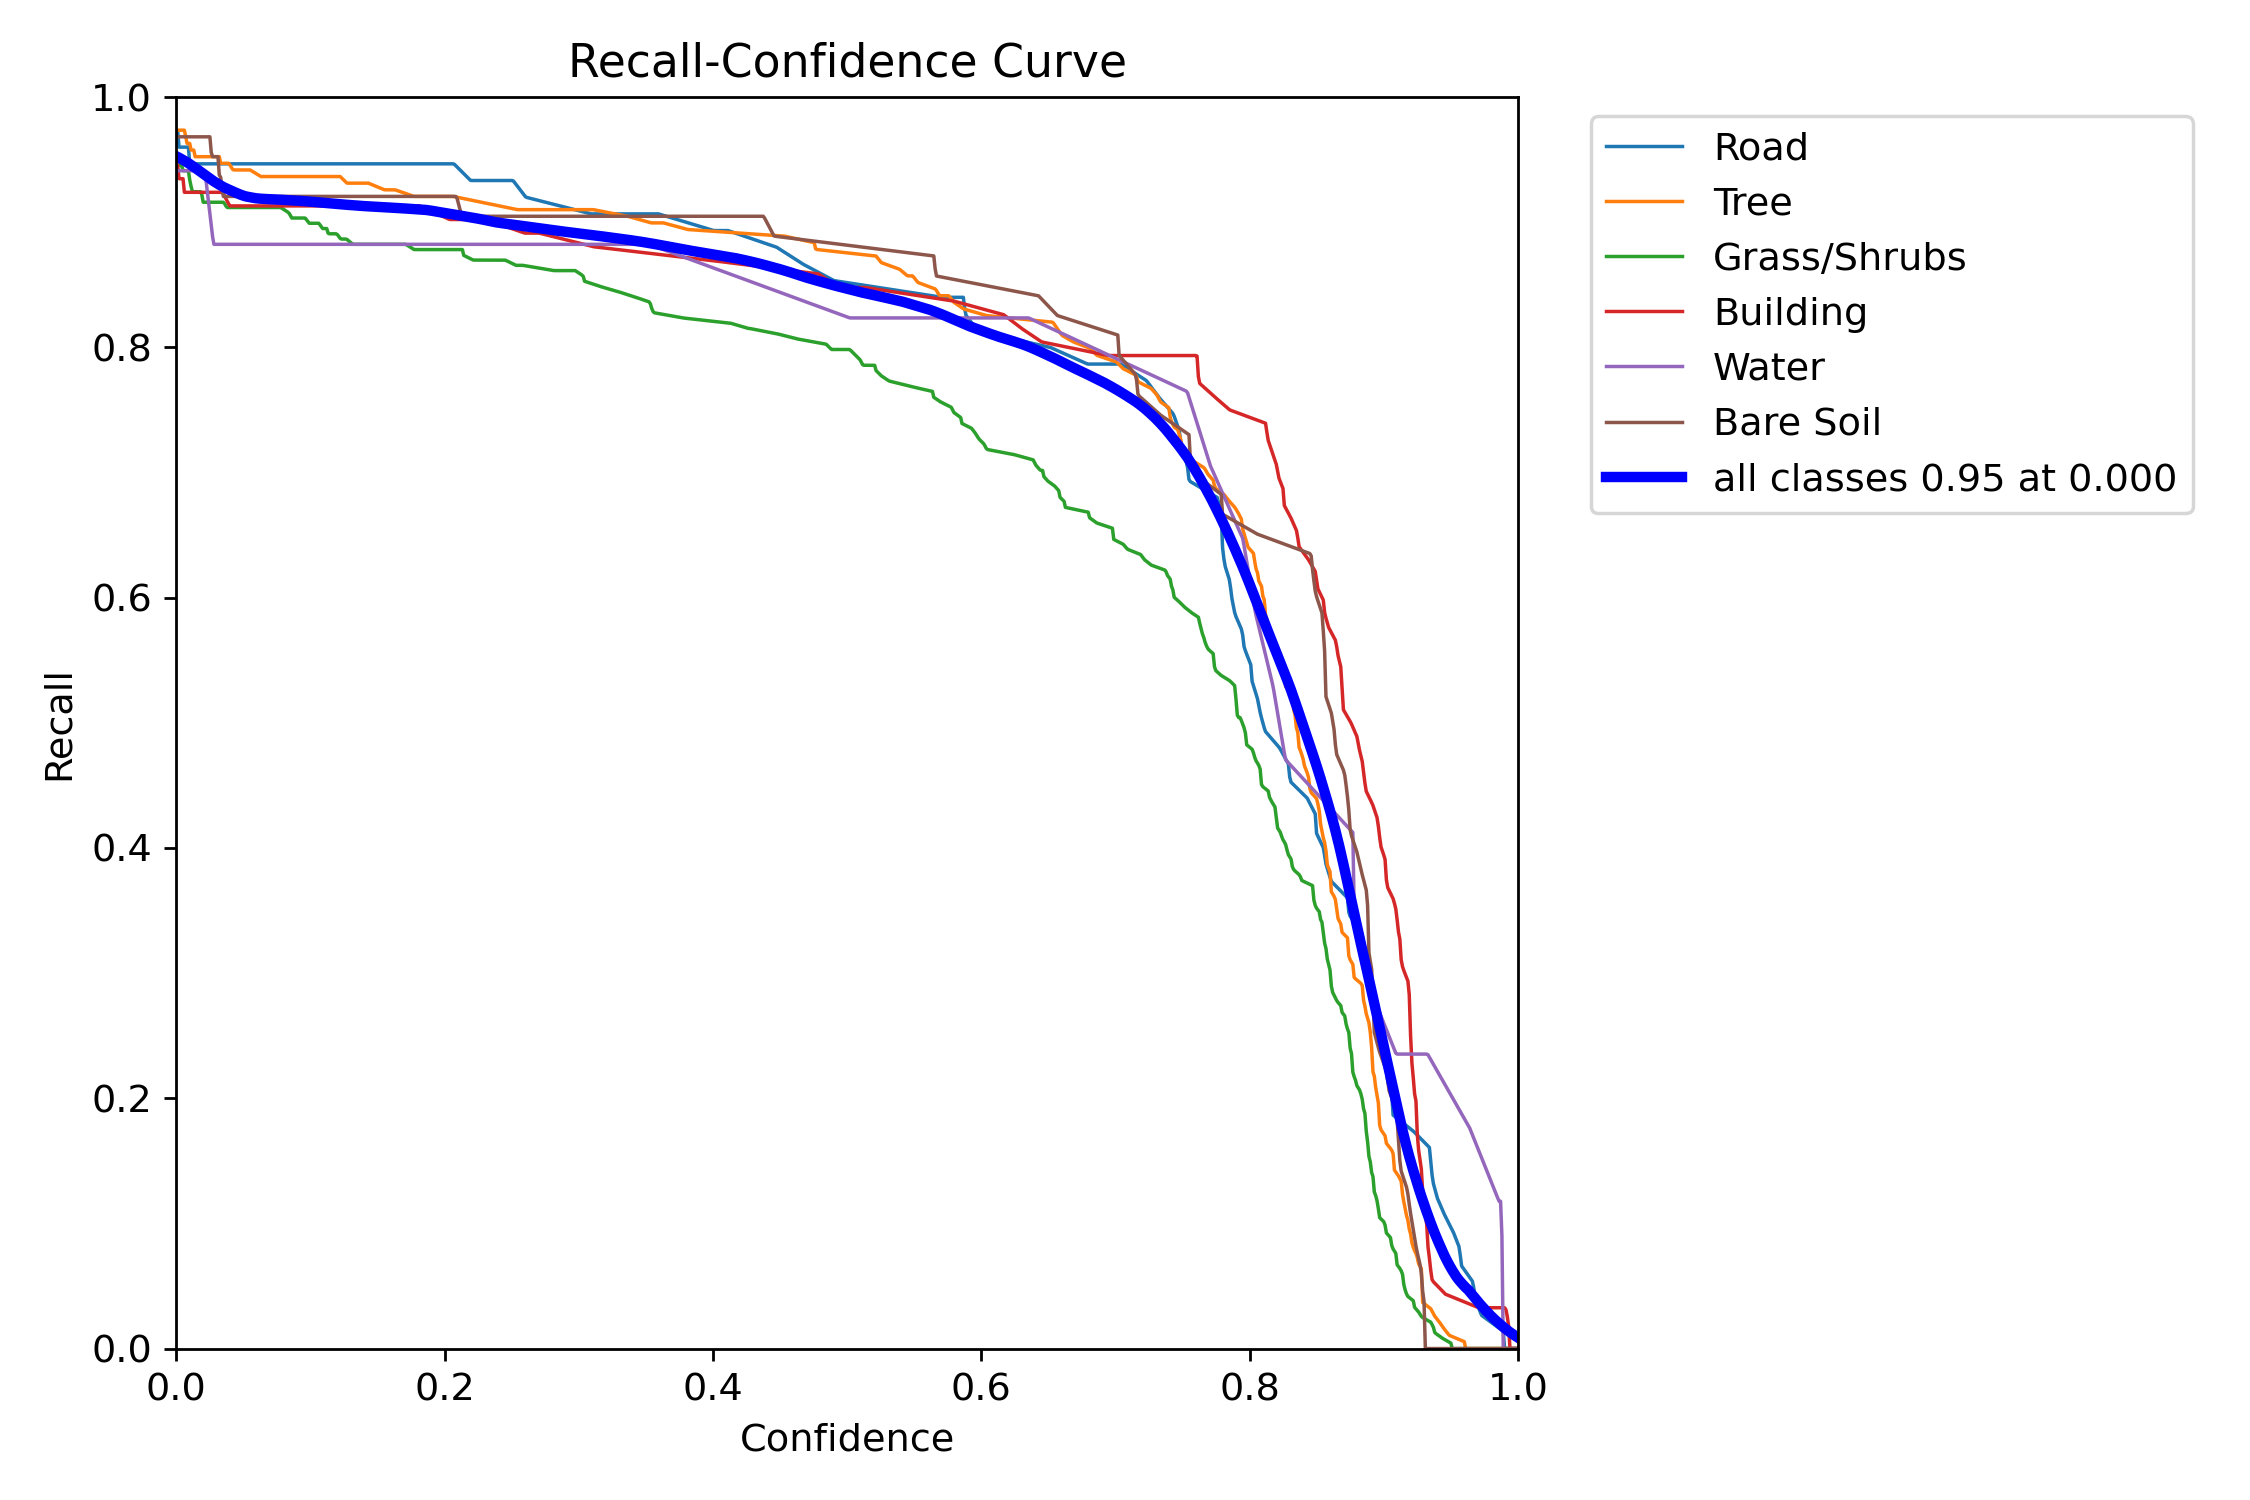 Recall-Confidence Curve
1.0
0.8
0.6
0.4
0.2
0.0
Recall
0.0 0.2 0.4 0.6 0.8 1.0
Confidence
Road
Tree
Grass/Shrubs
Building
Water
Bare Soil
all classes 0.95 at 0.000